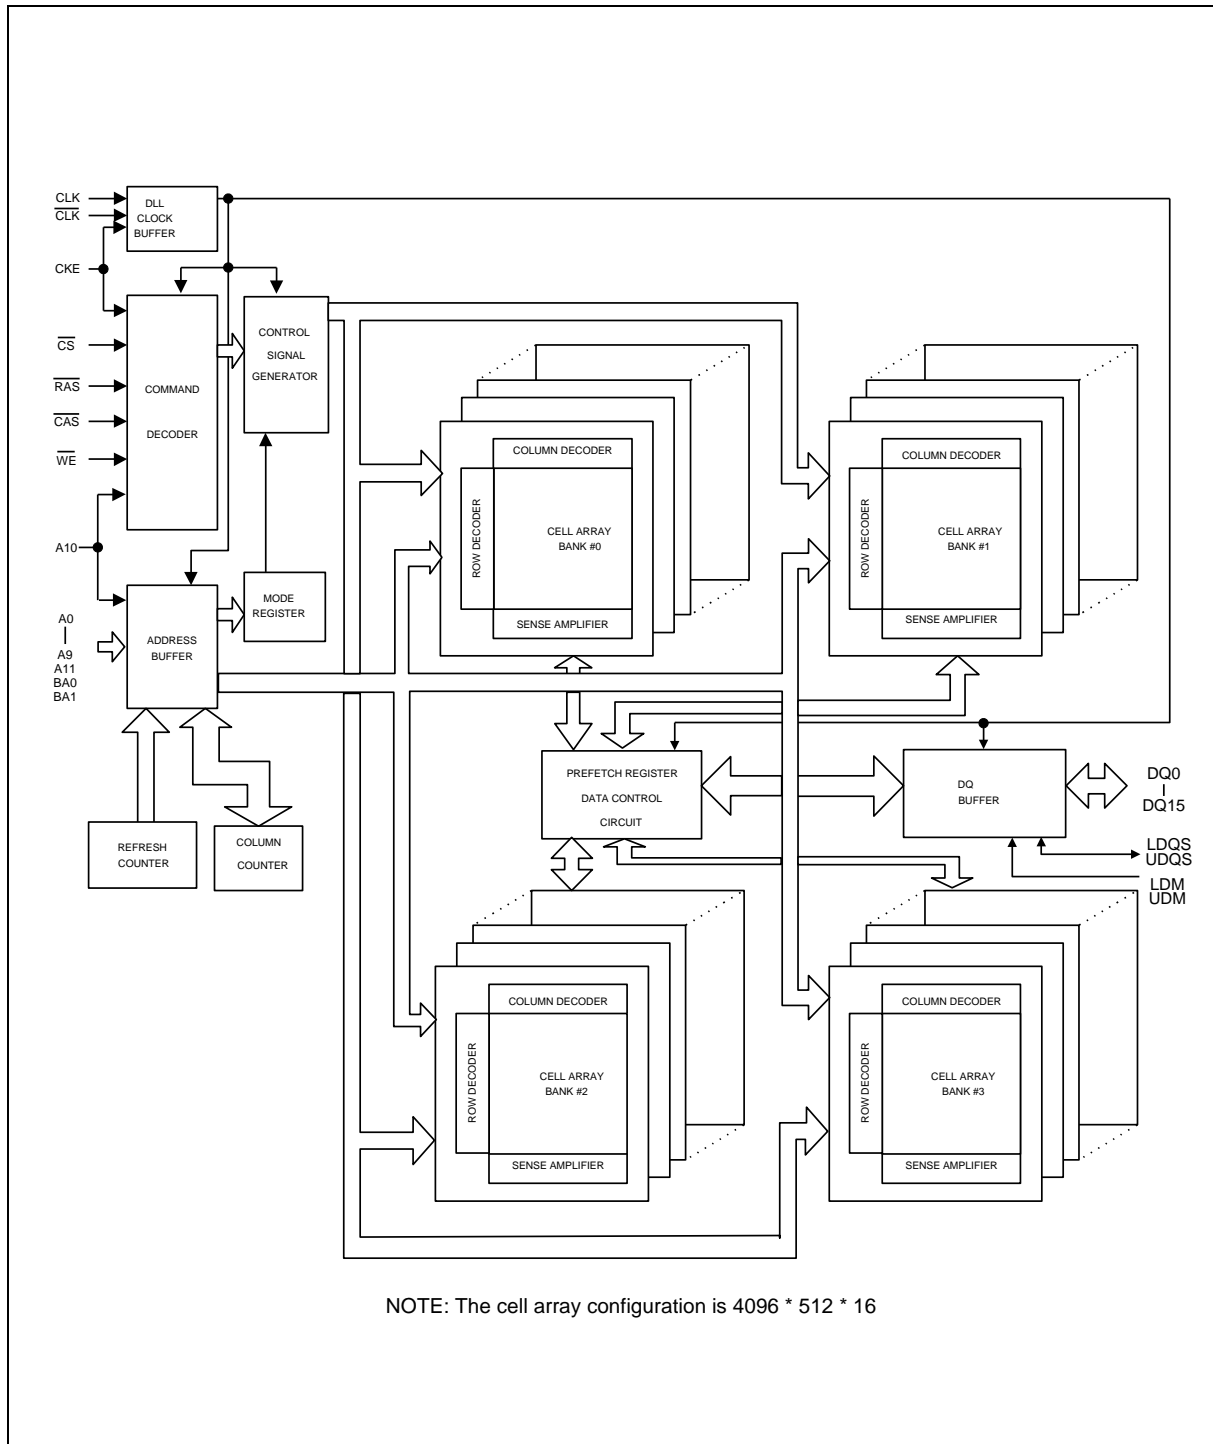 CLK
CLK
CKE
CS
RAS
CAS
WE
A10
A0
A9
A11
BA0
BA1
DLL
CLOCK
BUFFER
COMMAND
DECODER
CONTROL
SIGNAL
GENERATOR
MODE
REGISTER
ADDRESS
BUFFER
REFRESH
COUNTER
COLUMN
COUNTER
COLUMN DECODER
ROW DECODER
CELL ARRAY
BANK #0
SENSE AMPLIFIER
COLUMN DECODER
ROW DECODER
CELL ARRAY
BANK #1
SENSE AMPLIFIER
PREFETCH REGISTER
DATA CONTROL
CIRCUIT
DQ
BUFFER
DQ0
DQ15
LDQS
UDQS
LDM
UDM
COLUMN DECODER
ROW DECODER
CELL ARRAY
BANK #2
SENSE AMPLIFIER
COLUMN DECODER
ROW DECODER
CELL ARRAY
BANK #3
SENSE AMPLIFIER
NOTE: The cell array configuration is 4096 * 512 * 16